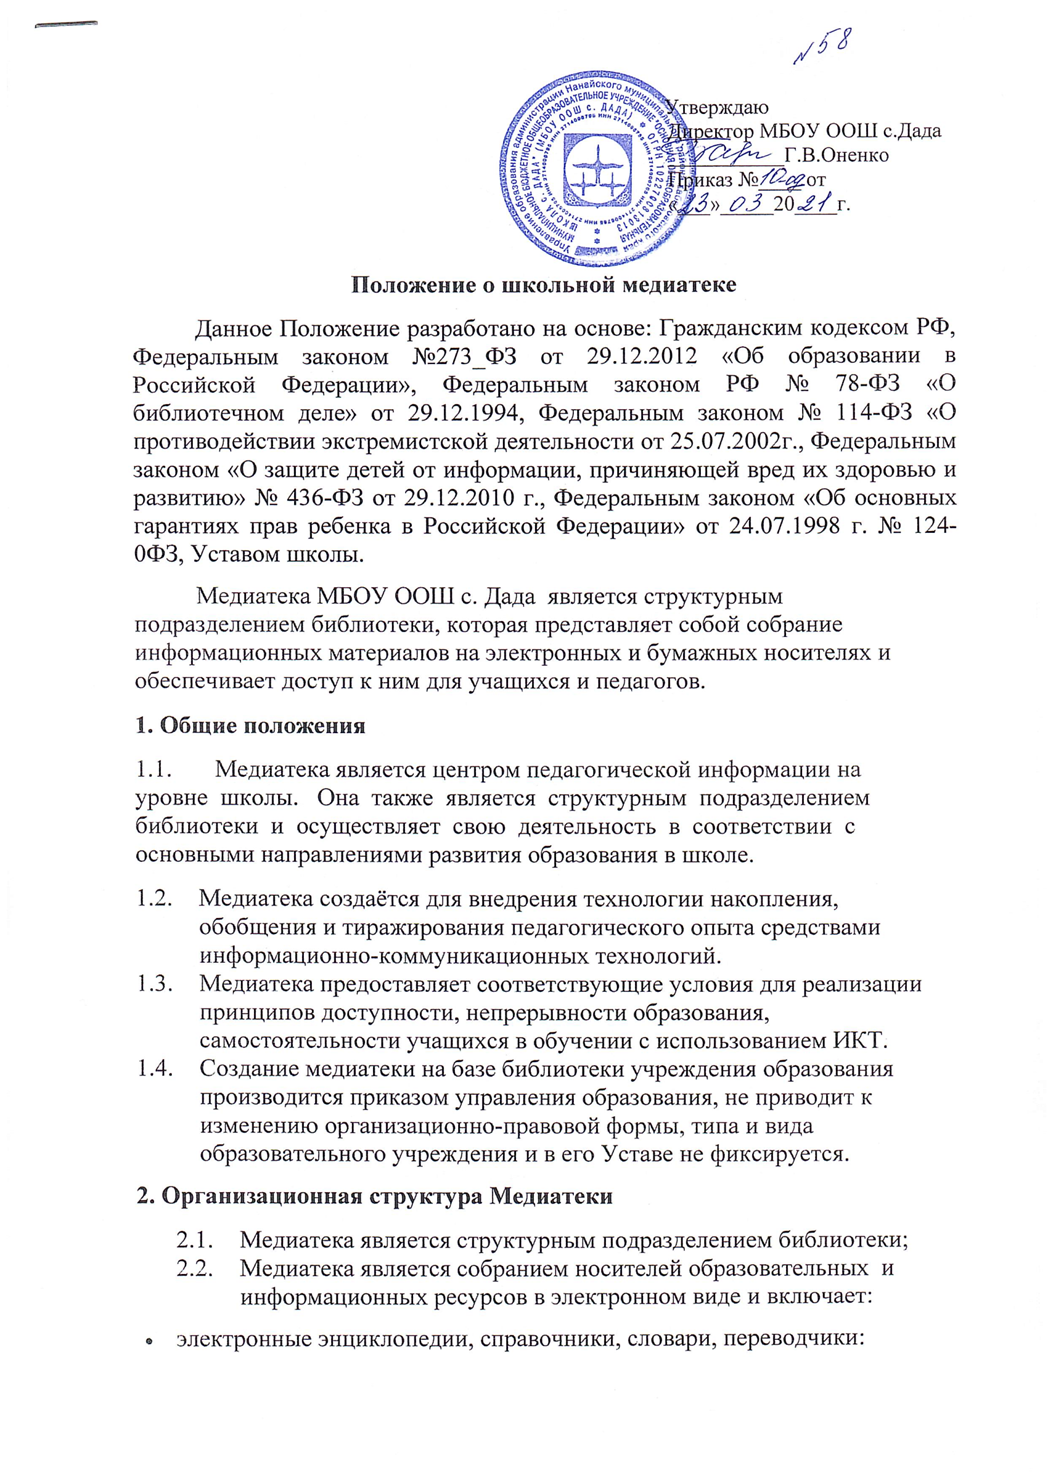 №58
Утверждаю
Директор МБОУ ООШ с.Дада
Г.В.Оненко
Приказ №10-од от
«23» 03 2021 г.
Положение о школьной медиатеке
Данное Положение разработано на основе: Гражданским кодексом РФ,
Федеральным законом №273_ФЗ от 29.12.2012 «Об образовании в
Российской Федерации», Федеральным законом РФ № 78-ФЗ «О
библиотечном деле» от 29.12.1994, Федеральным законом № 114-ФЗ «О
противодействии экстремистской деятельности от 25.07.2002г., Федеральным
законом «О защите детей от информации, причиняющей вред их здоровью и
развитию» № 436-ФЗ от 29.12.2010 г., Федеральным законом «Об основных
гарантиях прав ребенка в Российской Федерации» от 24.07.1998 г. № 124-
0ФЗ, Уставом школы.
Медиатека МБОУ ООШ с. Дада является структурным
подразделением библиотеки, которая представляет собой собрание
информационных материалов на электронных и бумажных носителях и
обеспечивает доступ к ним для учащихся и педагогов.
1. Общие положения
1.1. Медиатека является центром педагогической информации на
уровне школы. Она также является структурным подразделением
библиотеки и осуществляет свою деятельность в соответствии с
основными направлениями развития образования в школе.
1.2. Медиатека создаётся для внедрения технологии накопления,
обобщения и тиражирования педагогического опыта средствами
информационно-коммуникационных технологий.
1.3. Медиатека предоставляет соответствующие условия для реализации
принципов доступности, непрерывности образования,
самостоятельности учащихся в обучении с использованием ИКТ.
1.4. Создание медиатеки на базе библиотеки учреждения образования
производится приказом управления образования, не приводит к
изменению организационно-правовой формы, типа и вида
образовательного учреждения и в его Уставе не фиксируется.
2. Организационная структура Медиатеки
2.1. Медиатека является структурным подразделением библиотеки;
2.2. Медиатека является собранием носителей образовательных и
информационных ресурсов в электронном виде и включает:
• электронные энциклопедии, справочники, словари, переводчики: